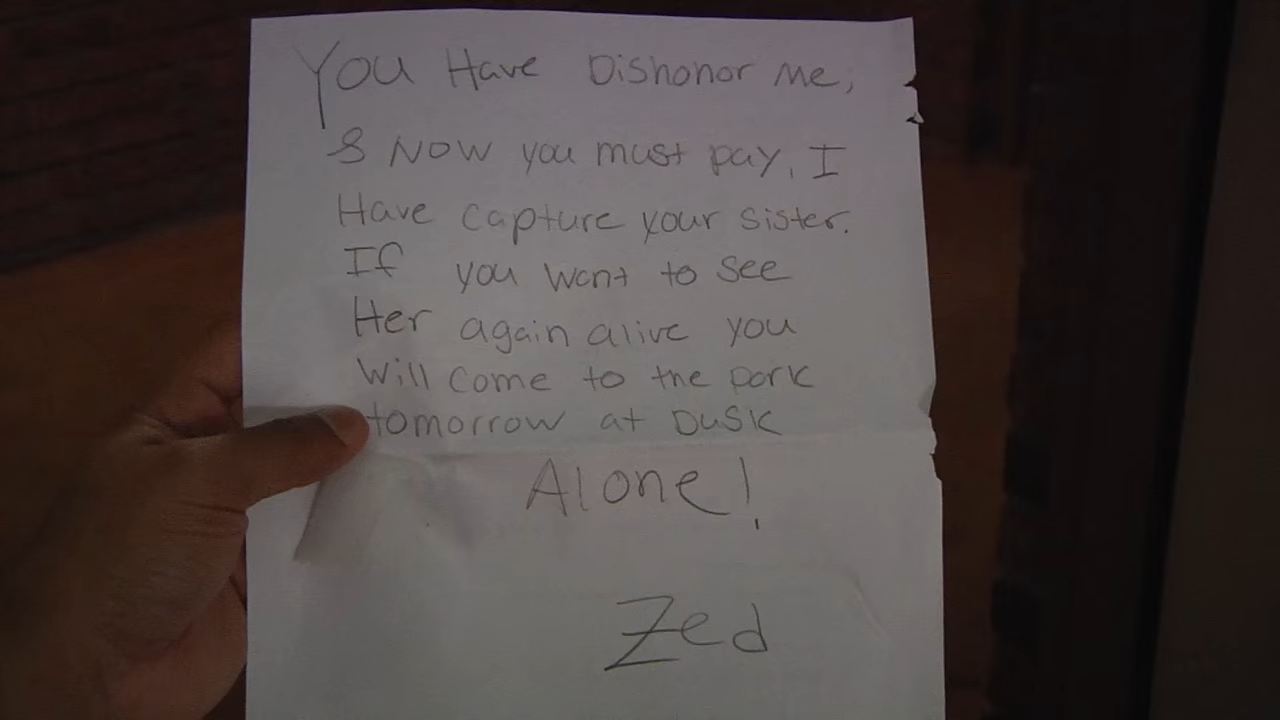 You Have Dishonor me,
& Now you must pay, I
Have capture your sister.
If you want to see
Her again alive you
Will come to the park
tomorrow at Dusk
Alone!
Zed